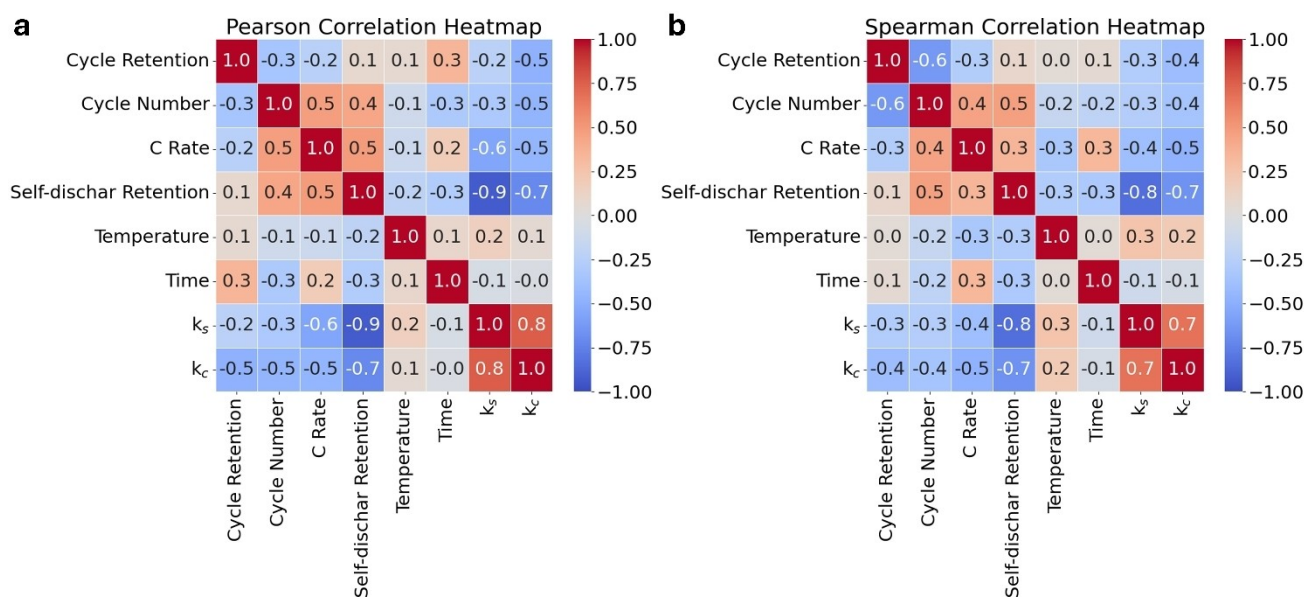 a
Pearson Correlation Heatmap
Cycle Retention 1.0 -0.3 -0.2 0.1 0.1 0.3 -0.2 -0.5
Cycle Number -0.3 1.0 0.5 0.4 -0.1 -0.3 -0.3 -0.5
C Rate -0.2 0.5 1.0 0.5 -0.1 0.2 -0.6 -0.5
Self-dischar Retention 0.1 0.4 0.5 1.0 -0.2 -0.3 -0.9 -0.7
Temperature 0.1 -0.1 -0.1 -0.2 1.0 0.1 0.2 0.1
Time 0.3 -0.3 0.2 -0.3 0.1 1.0 -0.1 -0.0
kₛ -0.2 -0.3 -0.6 -0.9 0.2 -0.1 1.0 0.8
k_c -0.5 -0.5 -0.5 -0.7 0.1 -0.0 0.8 1.0
Cycle Retention
Cycle Number
C Rate
Self-dischar Retention
Temperature
Time
kₛ
k_c
1.00
0.75
0.50
0.25
0.00
−0.25
−0.50
−0.75
−1.00
b
Spearman Correlation Heatmap
Cycle Retention 1.0 -0.6 -0.3 0.1 0.0 0.1 -0.3 -0.4
Cycle Number -0.6 1.0 0.4 0.5 -0.2 -0.2 -0.3 -0.4
C Rate -0.3 0.4 1.0 0.3 -0.3 0.3 -0.4 -0.5
Self-dischar Retention 0.1 0.5 0.3 1.0 -0.3 -0.3 -0.8 -0.7
Temperature 0.0 -0.2 -0.3 -0.3 1.0 0.0 0.3 0.2
Time 0.1 -0.2 0.3 -0.3 0.0 1.0 -0.1 -0.1
kₛ -0.3 -0.3 -0.4 -0.8 0.3 -0.1 1.0 0.7
k_c -0.4 -0.4 -0.5 -0.7 0.2 -0.1 0.7 1.0
Cycle Retention
Cycle Number
C Rate
Self-dischar Retention
Temperature
Time
kₛ
k_c
1.00
0.75
0.50
0.25
0.00
−0.25
−0.50
−0.75
−1.00